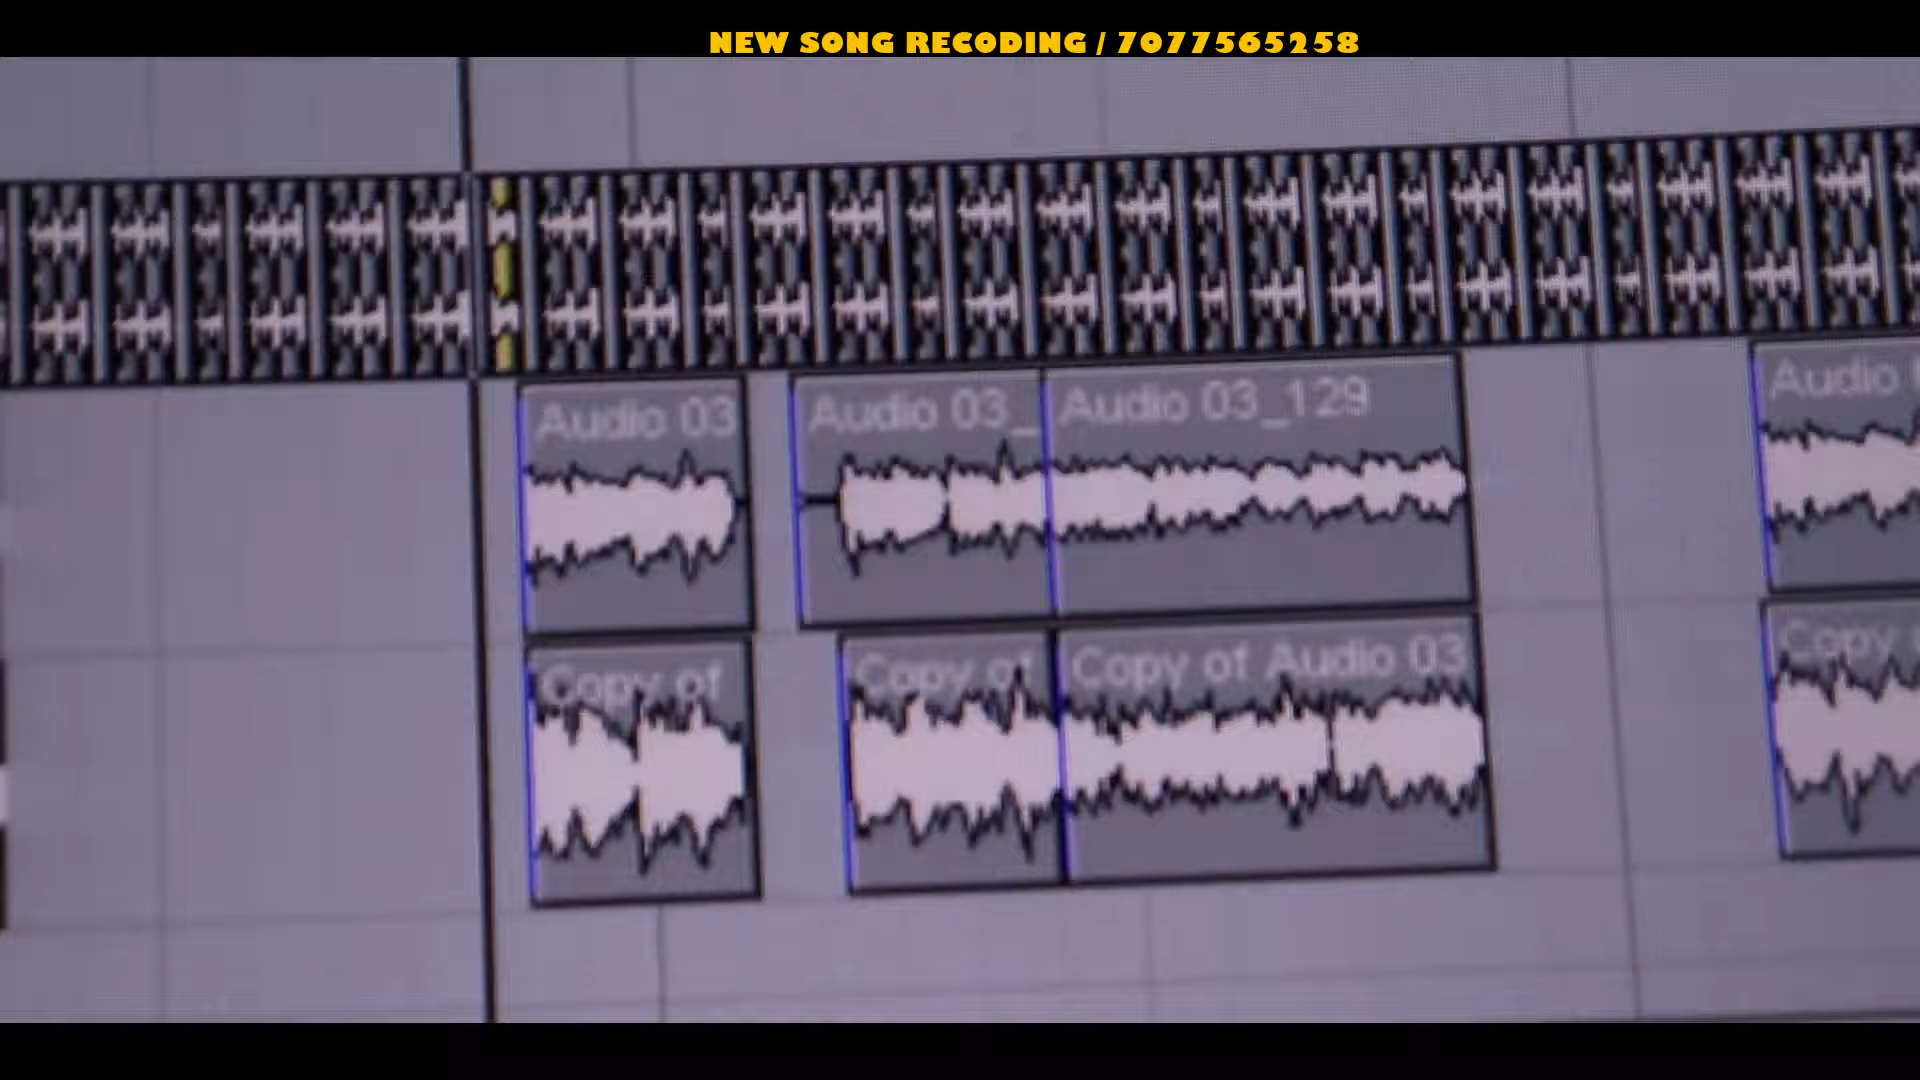 NEW SONG RECODING / 7077565258
Audio 03
Audio 03_
Audio 03_129
Audio
Copy of
Copy of
Copy of Audio 03
Copy